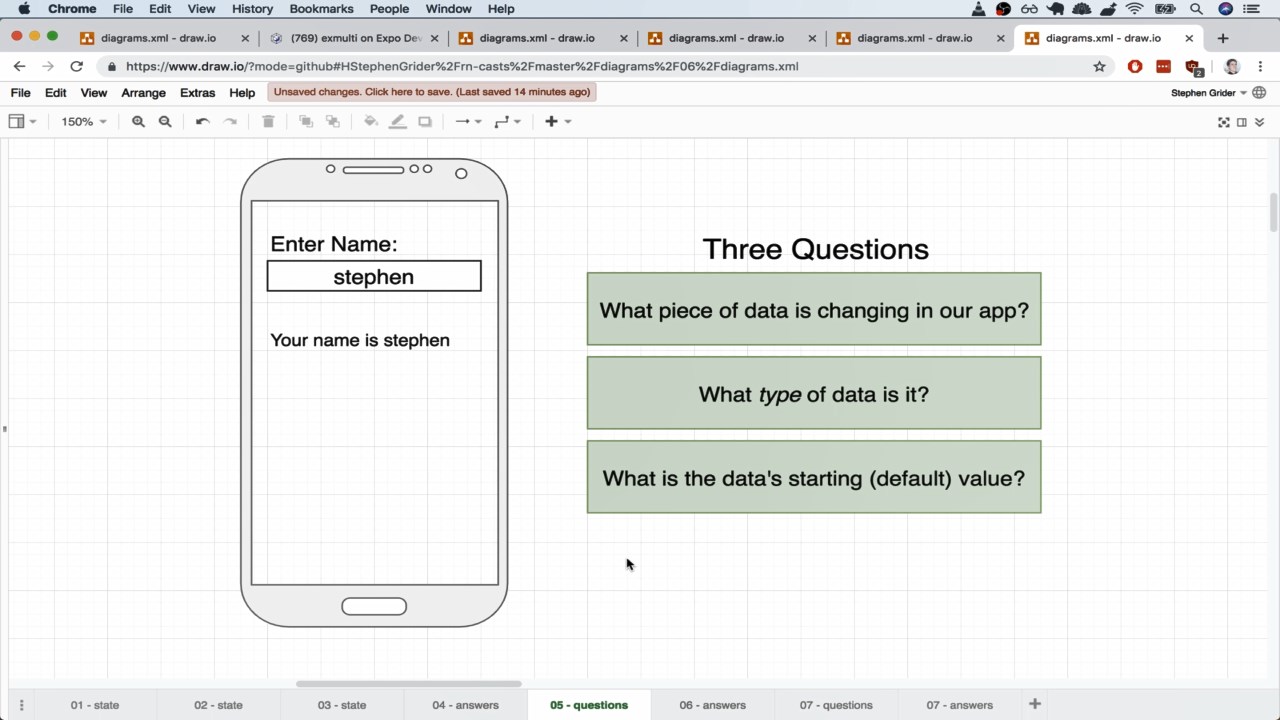 Chrome File Edit View History Bookmarks People Window Help
diagrams.xml - draw.io
(769) exmulti on Expo Dev
diagrams.xml - draw.io
diagrams.xml - draw.io
diagrams.xml - draw.io
diagrams.xml - draw.io
https://www.draw.io/?mode=github#HStephenGrider%2Frn-casts%2Fmaster%2Fdiagrams%2F06%2Fdiagrams.xml
2
File Edit View Arrange Extras Help
Unsaved changes. Click here to save. (Last saved 14 minutes ago)
Stephen Grider
150%
Enter Name:
stephen
Your name is stephen
Three Questions
What piece of data is changing in our app?
What type of data is it?
What is the data's starting (default) value?
01 - state
02 - state
03 - state
04 - answers
05 - questions
06 - answers
07 - questions
07 - answers